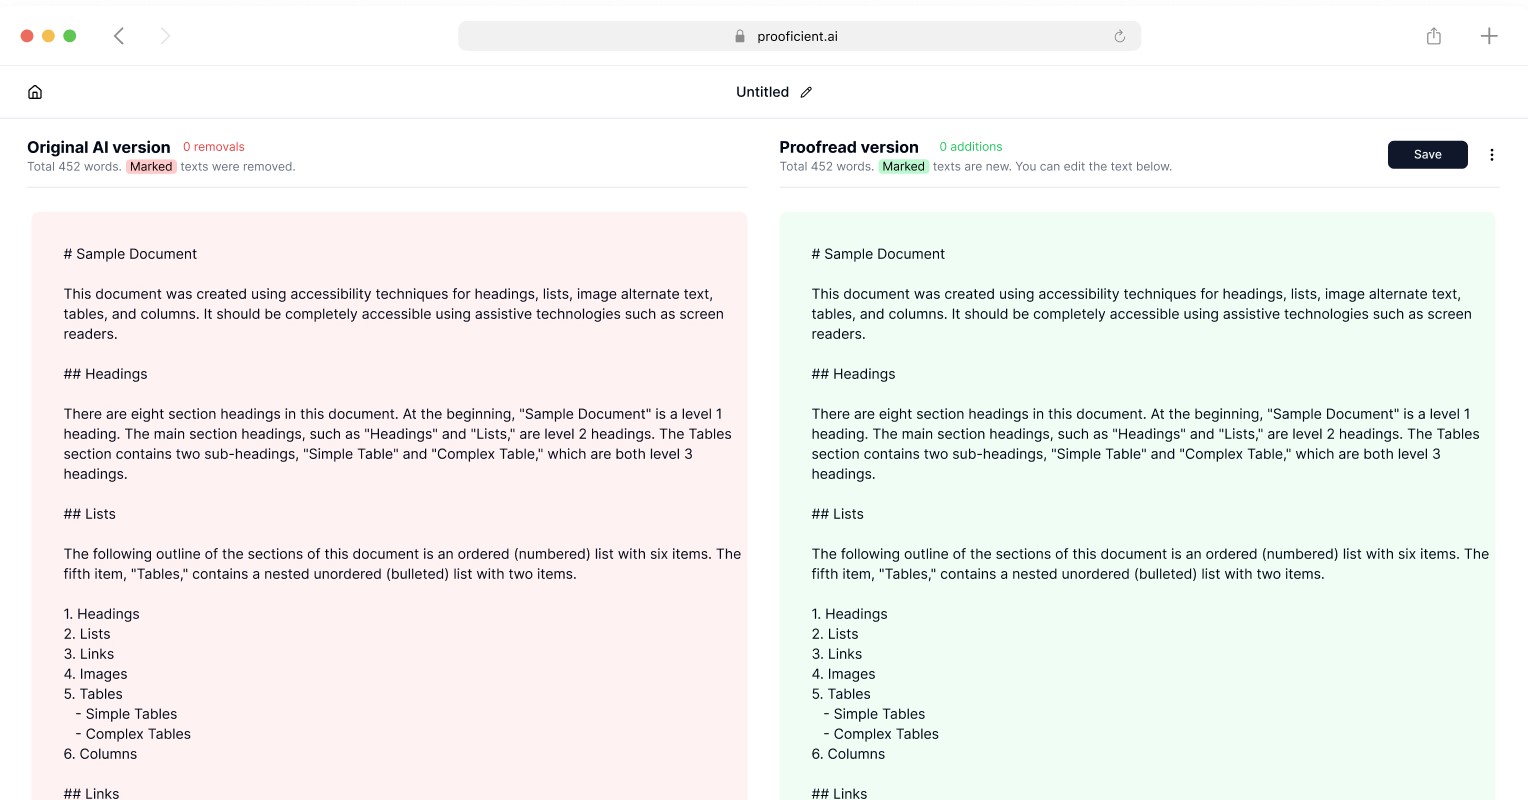 prooficient.ai
Untitled
Original AI version 0 removals
Total 452 words. Marked texts were removed.
Proofread version 0 additions
Total 452 words. Marked texts are new. You can edit the text below.
Save
# Sample Document
This document was created using accessibility techniques for headings, lists, image alternate text,
tables, and columns. It should be completely accessible using assistive technologies such as screen
readers.
## Headings
There are eight section headings in this document. At the beginning, "Sample Document" is a level 1
heading. The main section headings, such as "Headings" and "Lists," are level 2 headings. The Tables
section contains two sub-headings, "Simple Table" and "Complex Table," which are both level 3
headings.
## Lists
The following outline of the sections of this document is an ordered (numbered) list with six items. The
fifth item, "Tables," contains a nested unordered (bulleted) list with two items.
1. Headings
2. Lists
3. Links
4. Images
5. Tables
- Simple Tables
- Complex Tables
6. Columns
## Links
# Sample Document
This document was created using accessibility techniques for headings, lists, image alternate text,
tables, and columns. It should be completely accessible using assistive technologies such as screen
readers.
## Headings
There are eight section headings in this document. At the beginning, "Sample Document" is a level 1
heading. The main section headings, such as "Headings" and "Lists," are level 2 headings. The Tables
section contains two sub-headings, "Simple Table" and "Complex Table," which are both level 3
headings.
## Lists
The following outline of the sections of this document is an ordered (numbered) list with six items. The
fifth item, "Tables," contains a nested unordered (bulleted) list with two items.
1. Headings
2. Lists
3. Links
4. Images
5. Tables
- Simple Tables
- Complex Tables
6. Columns
## Links